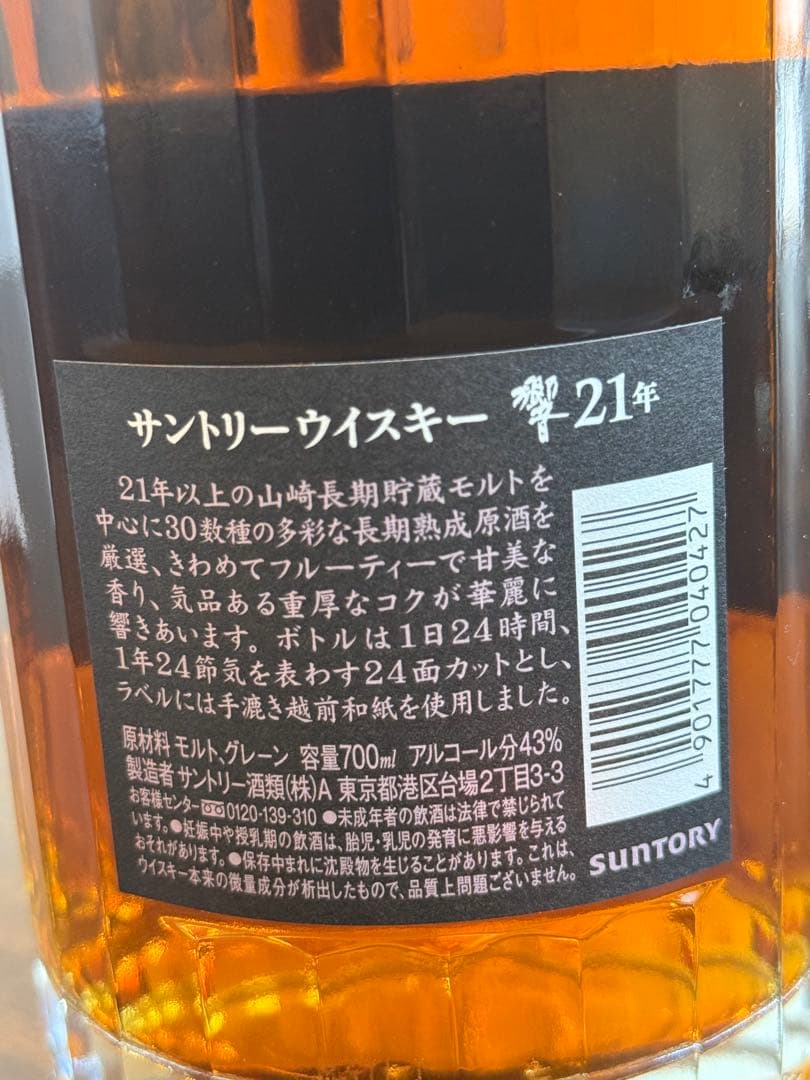 サントリーウイスキー 響 21年
21年以上の山崎長期貯蔵モルトを
中心に30数種の多彩な長期熟成原酒を
厳選、きわめてフルーティーで甘美な
香り、気品ある重厚なコクが華麗に
響きあいます。ボトルは1日24時間、
1年24節気を表わす24面カットとし、
ラベルには手漉き越前和紙を使用しました。
原材料 モルト、グレーン 容量700ml アルコール分43%
製造者 サントリー酒類(株)A 東京都港区台場2丁目3-3
お客様センター 0120-139-310 ●未成年者の飲酒は法律で禁じられて
います。●妊娠中や授乳期の飲酒は、胎児・乳児の発育に悪影響を与える
おそれがあります。●保存中まれに沈殿物を生じることがあります。これは、
ウイスキー本来の微量成分が析出したもので、品質上問題ございません。
4 901777 040427
SUNTORY